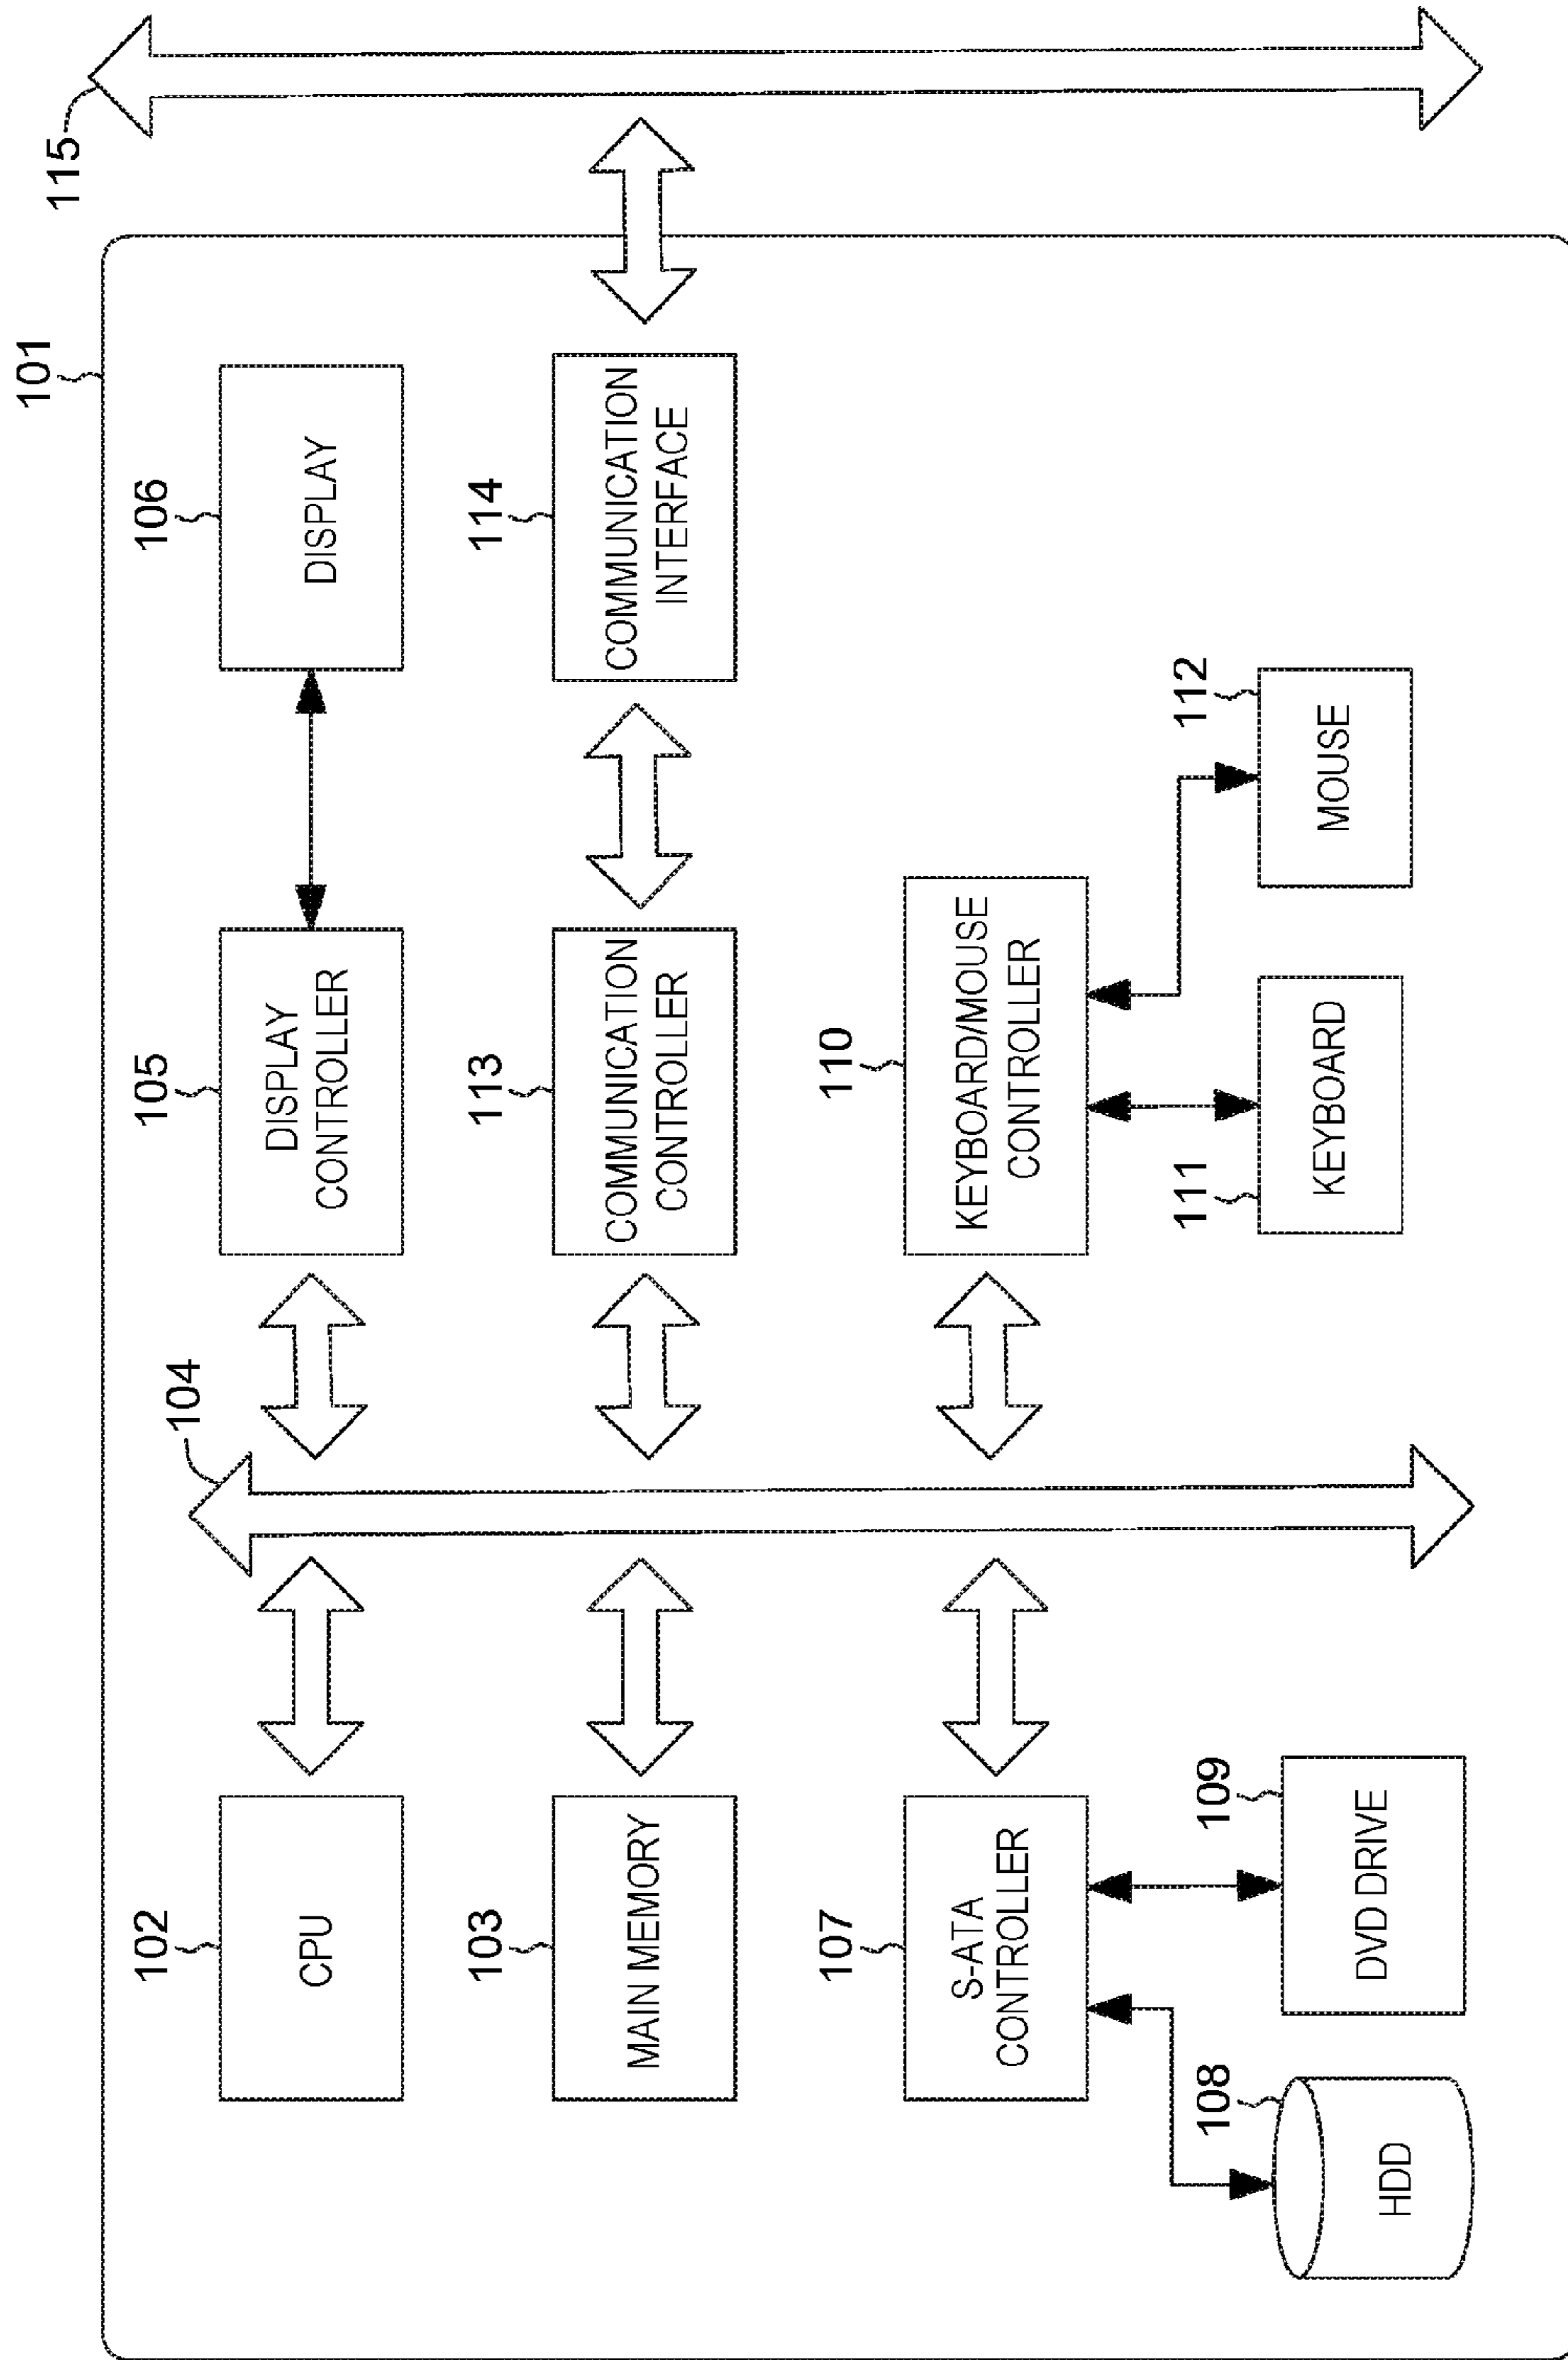 101
115
102
CPU
104
105
DISPLAY
CONTROLLER
106
DISPLAY
103
MAIN MEMORY
113
COMMUNICATION
CONTROLLER
114
COMMUNICATION
INTERFACE
107
S-ATA
CONTROLLER
110
KEYBOARD/MOUSE
CONTROLLER
108
HDD
109
DVD DRIVE
111
KEYBOARD
112
MOUSE